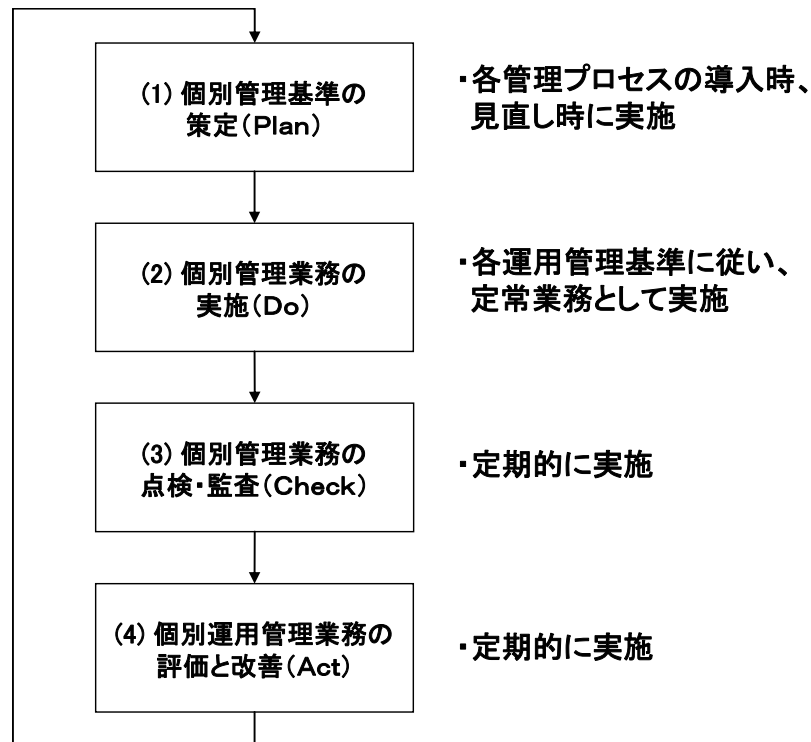 (1) 個別管理基準の
策定(Plan)
・各管理プロセスの導入時、
見直し時に実施
(2) 個別管理業務の
実施(Do)
・各運用管理基準に従い、
定常業務として実施
(3) 個別管理業務の
点検・監査(Check)
・定期的に実施
(4) 個別運用管理業務の
評価と改善(Act)
・定期的に実施